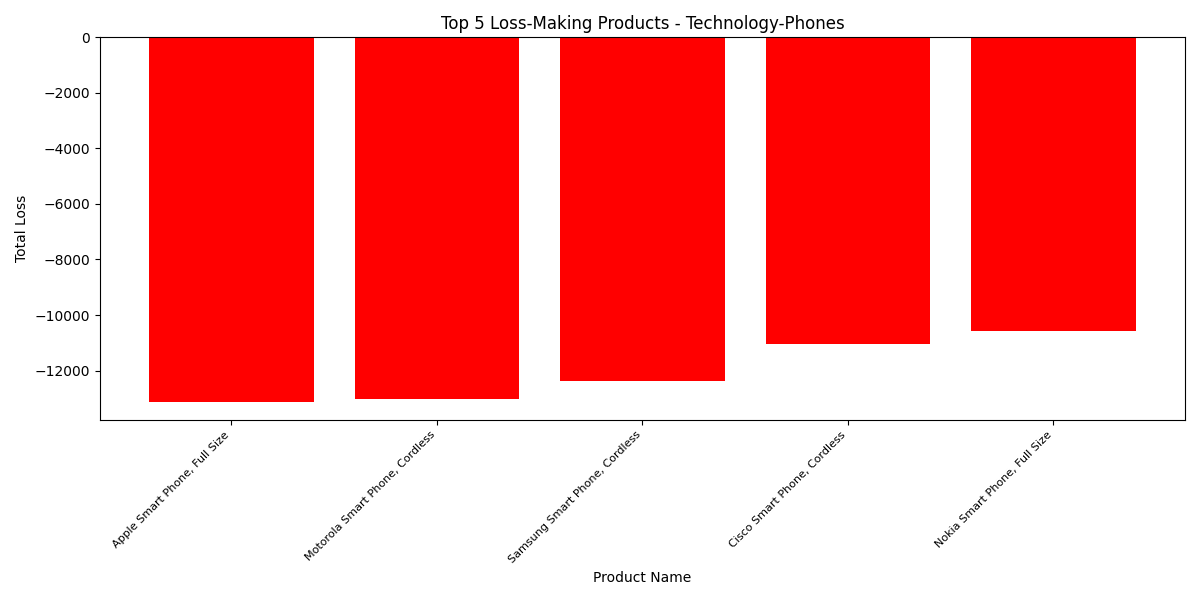 Top 5 Loss-Making Products - Technology-Phones
Total Loss
0
−2000
−4000
−6000
−8000
−10000
−12000
Apple Smart Phone, Full Size
Motorola Smart Phone, Cordless
Samsung Smart Phone, Cordless
Cisco Smart Phone, Cordless
Nokia Smart Phone, Full Size
Product Name